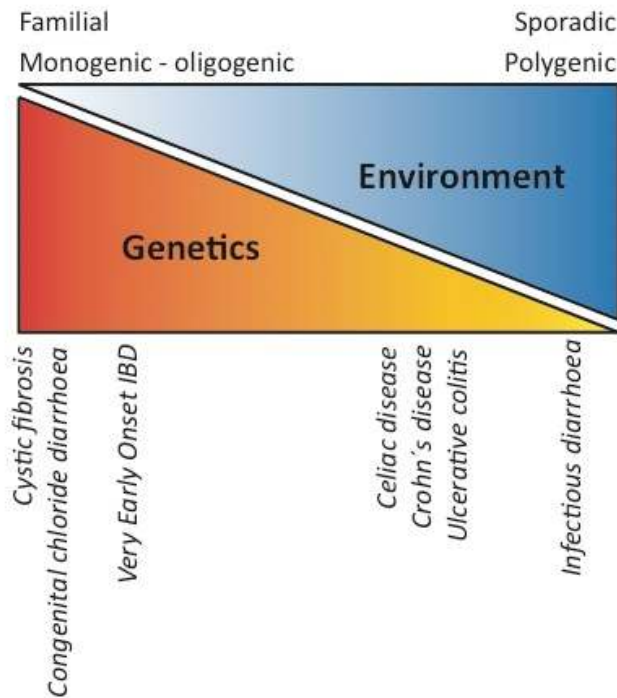 Familial
Sporadic
Monogenic - oligogenic
Polygenic
Environment
Genetics
Cystic fibrosis
Congenital chloride diarrhoea
Very Early Onset IBD
Celiac disease
Crohn´s disease
Ulcerative colitis
Infectious diarrhoea